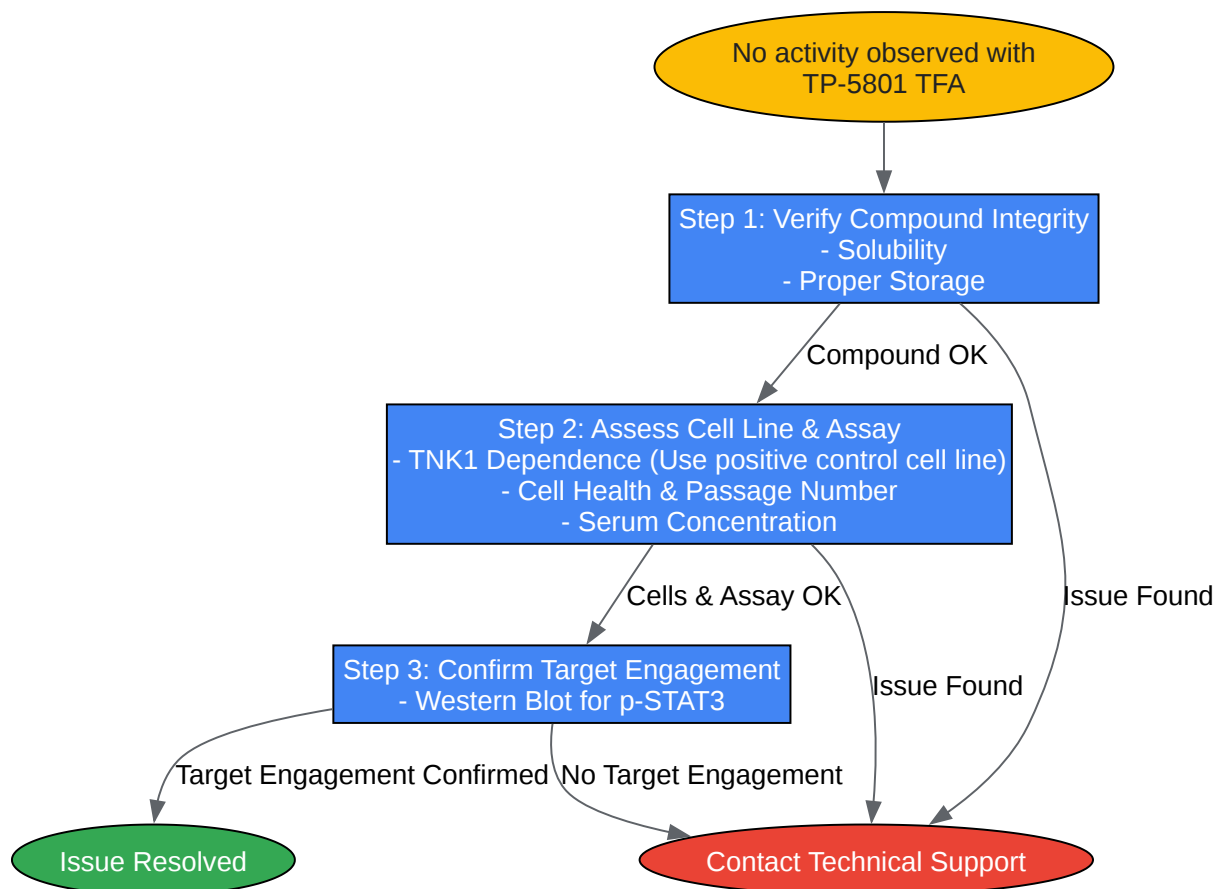 No activity observed with
TP-5801 TFA
Step 1: Verify Compound Integrity
- Solubility
- Proper Storage
Compound OK
Step 2: Assess Cell Line & Assay
- TNK1 Dependence (Use positive control cell line)
- Cell Health & Passage Number
- Serum Concentration
Issue Found
Cells & Assay OK
Step 3: Confirm Target Engagement
- Western Blot for p-STAT3
Issue Found
Target Engagement Confirmed
No Target Engagement
Issue Resolved
Contact Technical Support